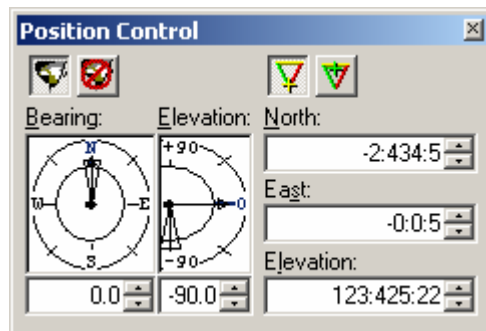 Position Control
Bearing: Elevation: North:
N
W E
S
+90
0
-90
-2:434:5
East:
-0:0:5
Elevation:
0.0 -90.0 123:425:22